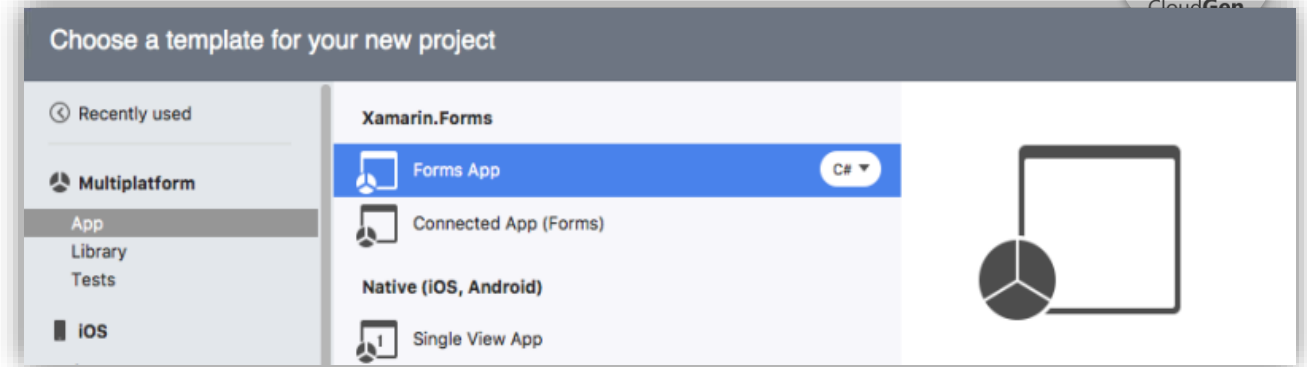 CloudGen
Choose a template for your new project
Recently used
Multiplatform
App
Library
Tests
iOS
Xamarin.Forms
Forms App
C#
Connected App (Forms)
Native (iOS, Android)
1
Single View App